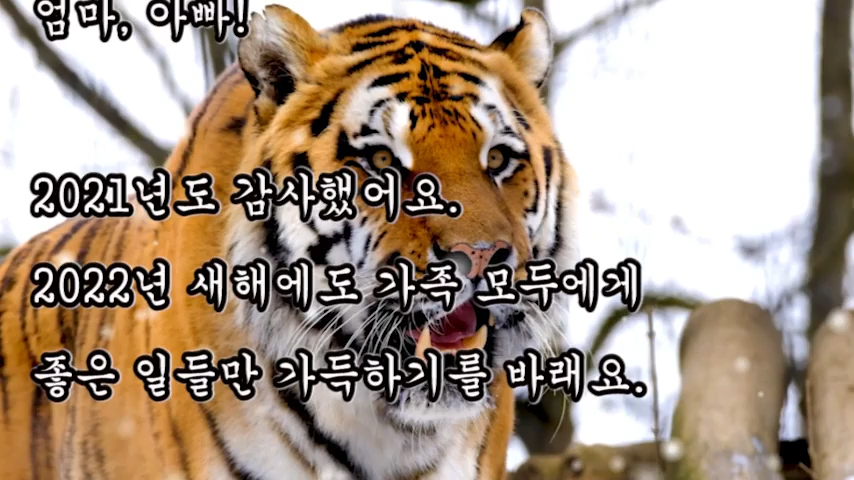 엄마, 아빠!
2021년도 감사했어요.
2022년 새해에도 가족 모두에게
좋은 일들만 가득하기를 바래요.